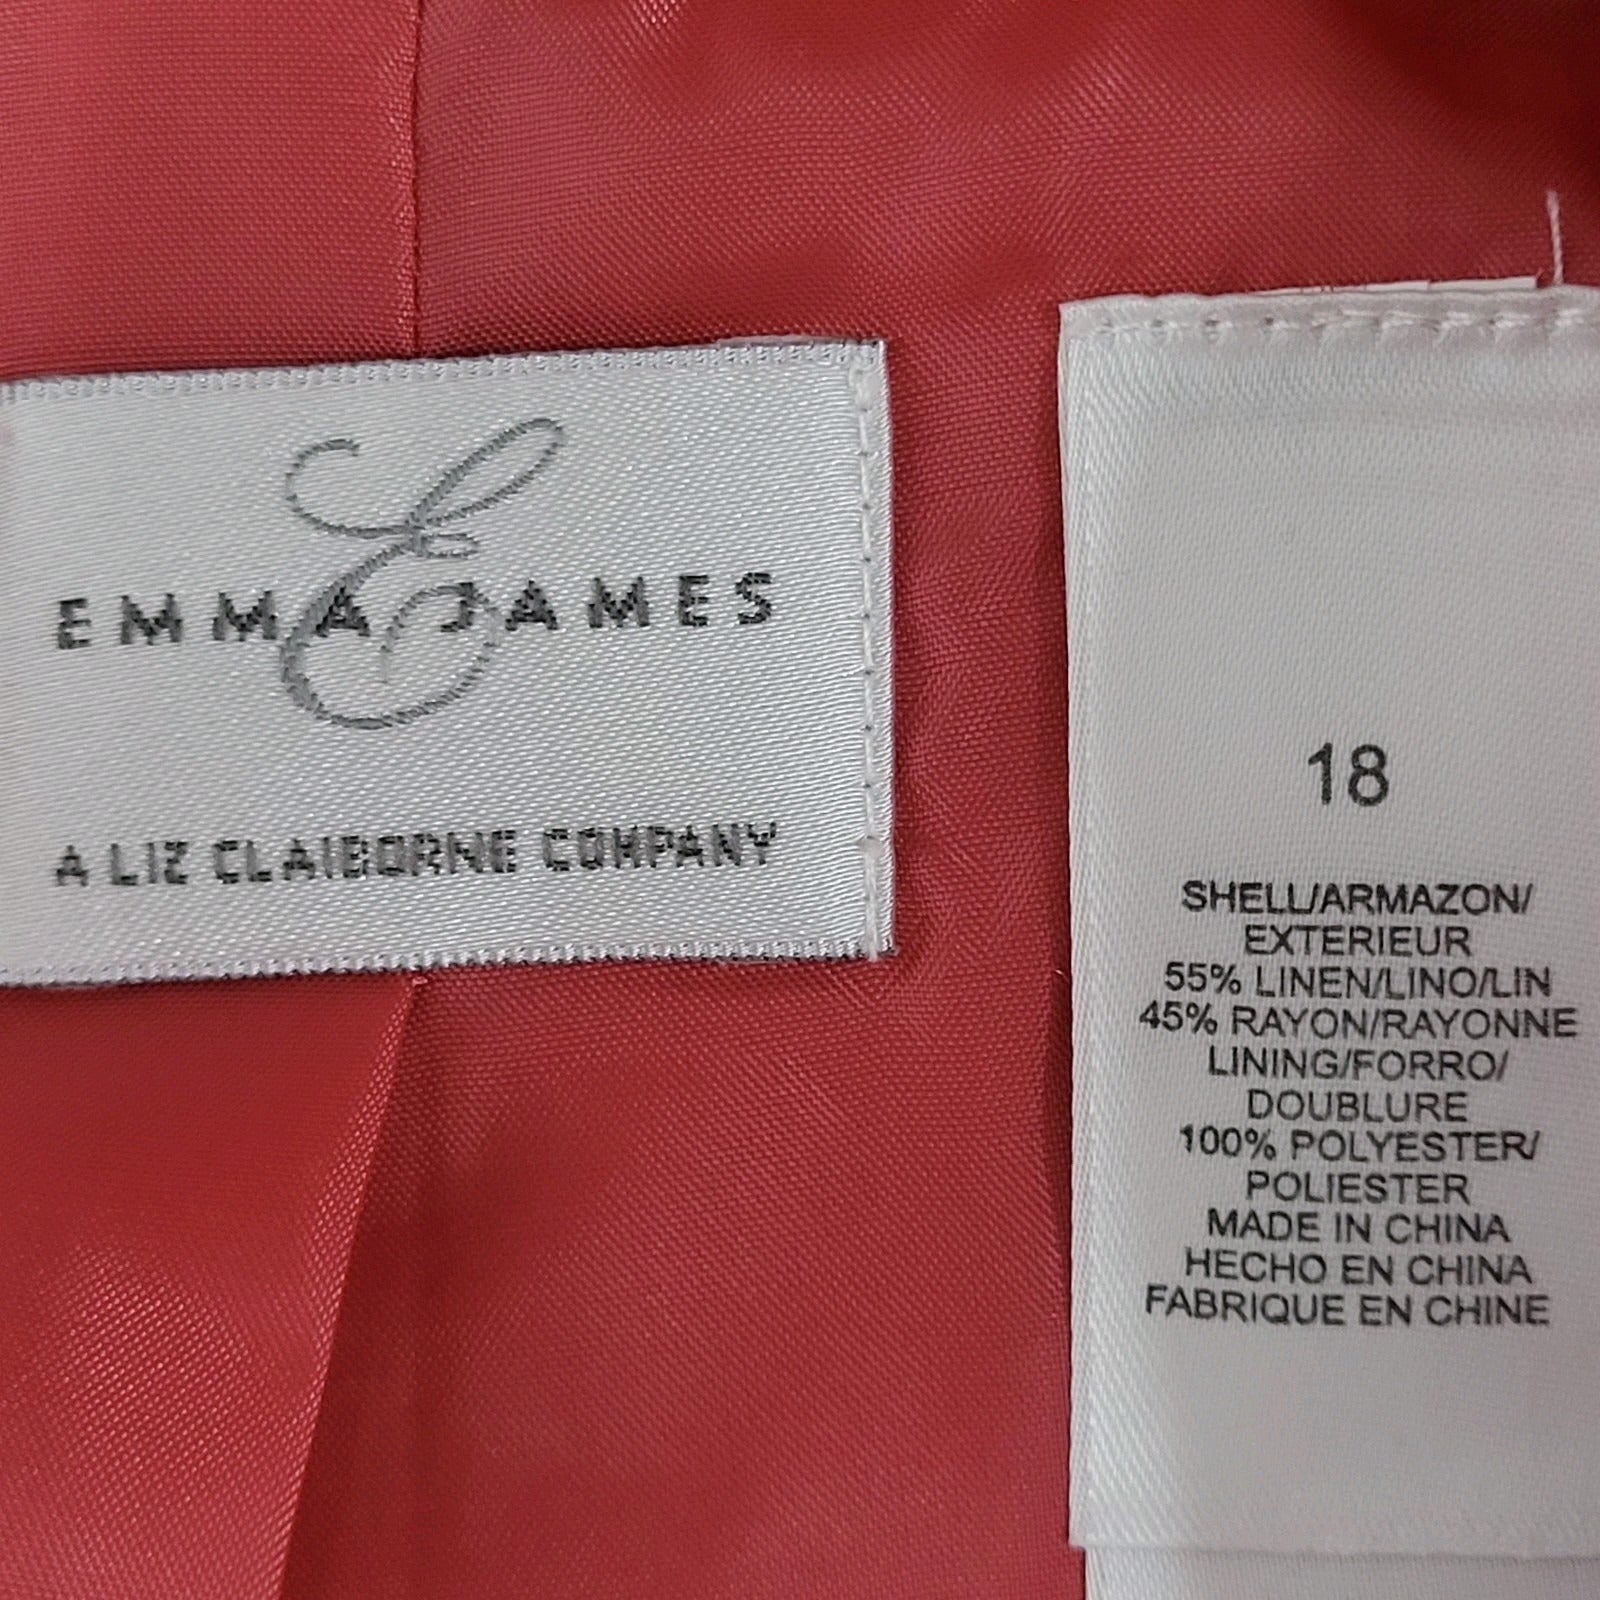 E
EMMA JAMES
A LIZ CLAIBORNE COMPANY
18
SHELL/ARMAZON/
EXTERIEUR
55% LINEN/LINO/LIN
45% RAYON/RAYONNE
LINING/FORRO/
DOUBLURE
100% POLYESTER/
POLIESTER
MADE IN CHINA
HECHO EN CHINA
FABRIQUE EN CHINE